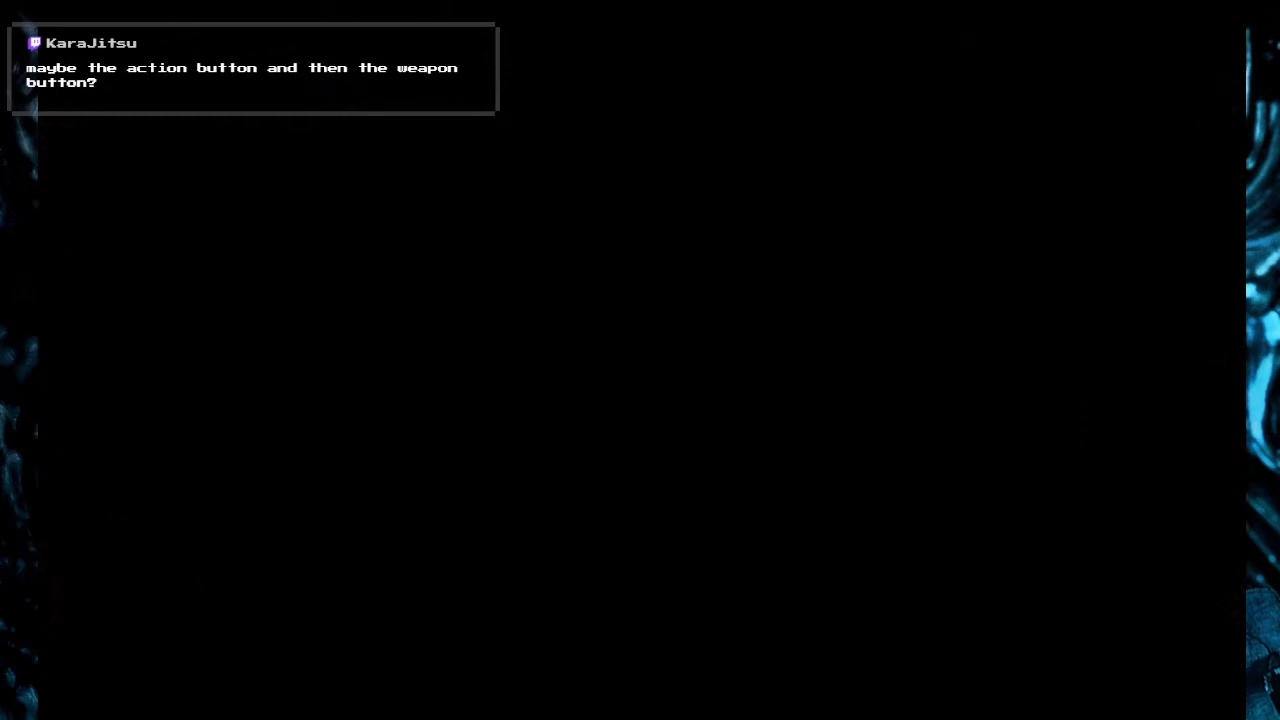 KaraJitsu
maybe the action button and then the weapon
button?